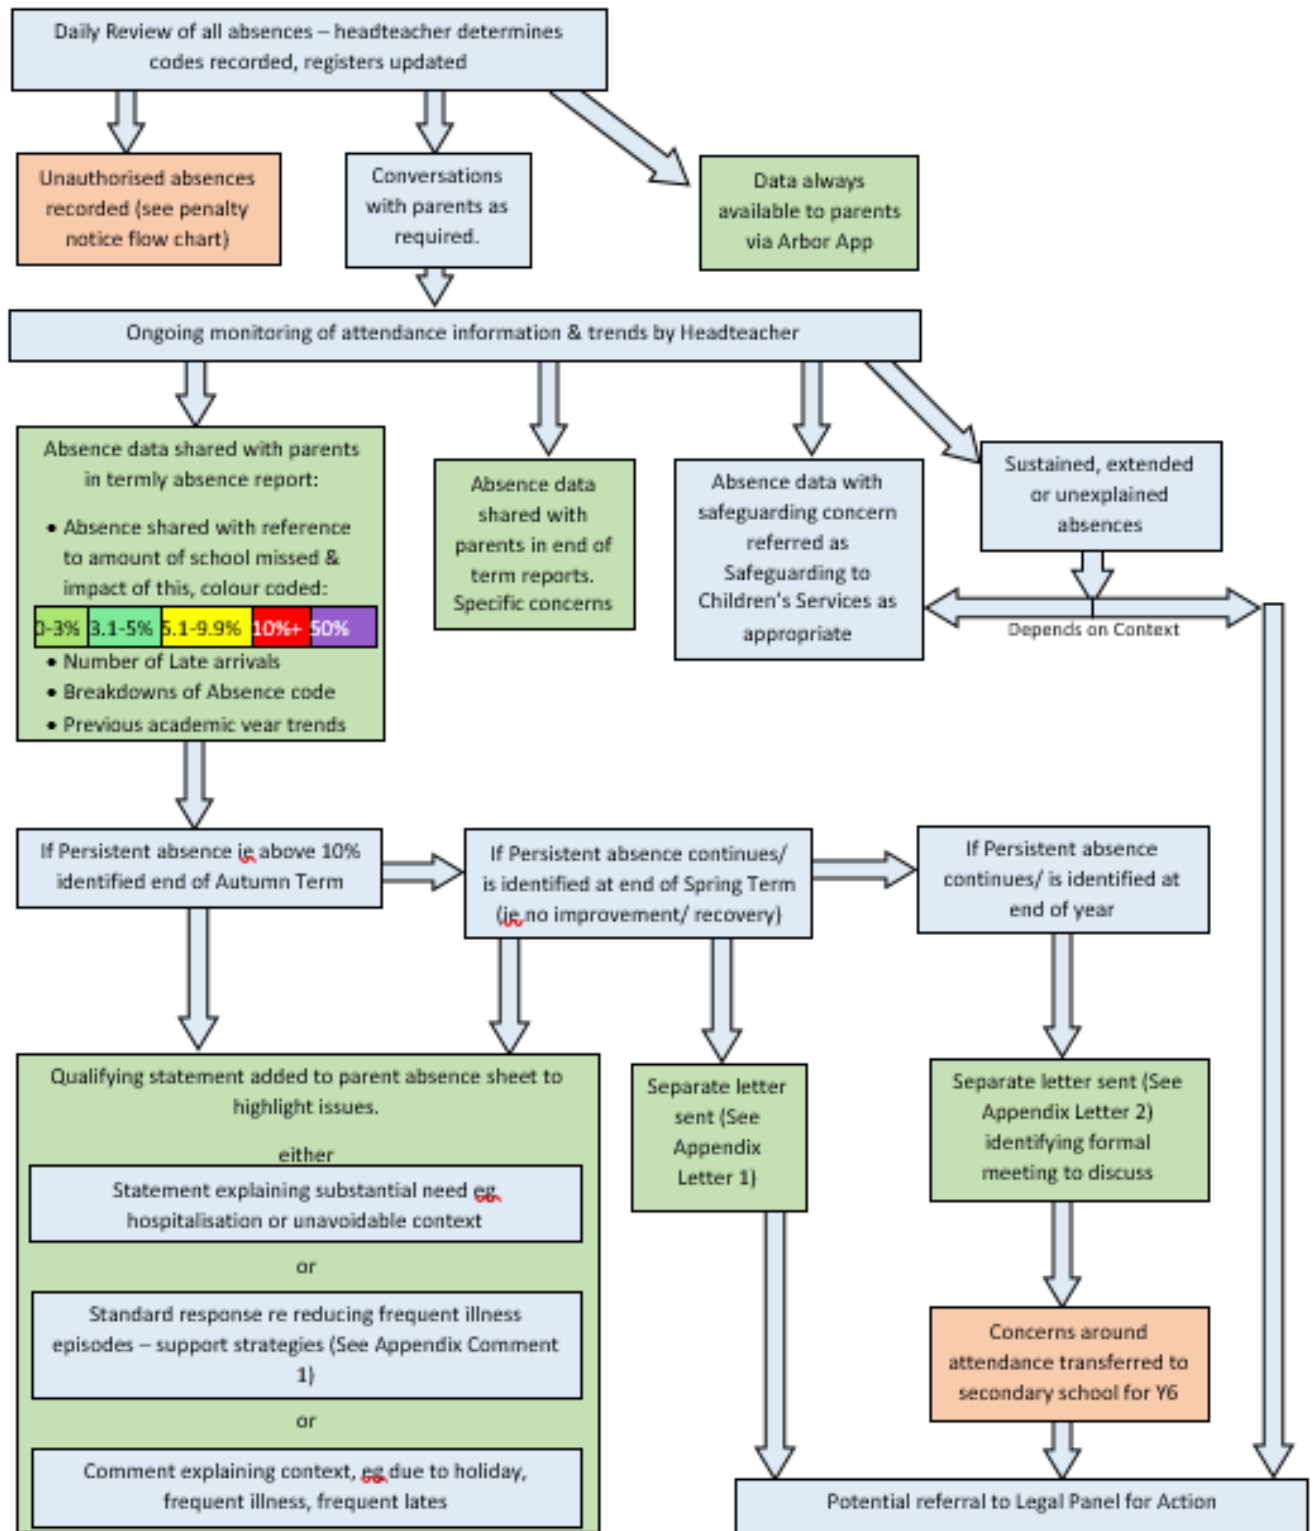 Daily Review of all absences – headteacher determines
codes recorded, registers updated
Unauthorised absences
recorded (see penalty
notice flow chart)
Conversations
with parents as
required.
Data always
available to parents
via Arbor App
Ongoing monitoring of attendance information & trends by Headteacher
Absence data shared with parents
in termly absence report:
• Absence shared with reference
to amount of school missed &
impact of this, colour coded:
0-3% 3.1-5% 5.1-9.9% 10%+ 50%
• Number of Late arrivals
• Breakdowns of Absence code
• Previous academic year trends
Absence data
shared with
parents in end of
term reports.
Specific concerns
Absence data with
safeguarding concern
referred as
Safeguarding to
Children's Services as
appropriate
Sustained, extended
or unexplained
absences
Depends on Context
If Persistent absence ie above 10%
identified end of Autumn Term
If Persistent absence continues/
is identified at end of Spring Term
(ie no improvement/ recovery)
If Persistent absence
continues/ is identified at
end of year
Qualifying statement added to parent absence sheet to
highlight issues.
either
Statement explaining substantial need eg
hospitalisation or unavoidable context
or
Standard response re reducing frequent illness
episodes – support strategies (See Appendix Comment
1)
or
Comment explaining context, eg due to holiday,
frequent illness, frequent lates
Separate letter
sent (See
Appendix
Letter 1)
Separate letter sent (See
Appendix Letter 2)
identifying formal
meeting to discuss
Concerns around
attendance transferred to
secondary school for Y6
Potential referral to Legal Panel for Action